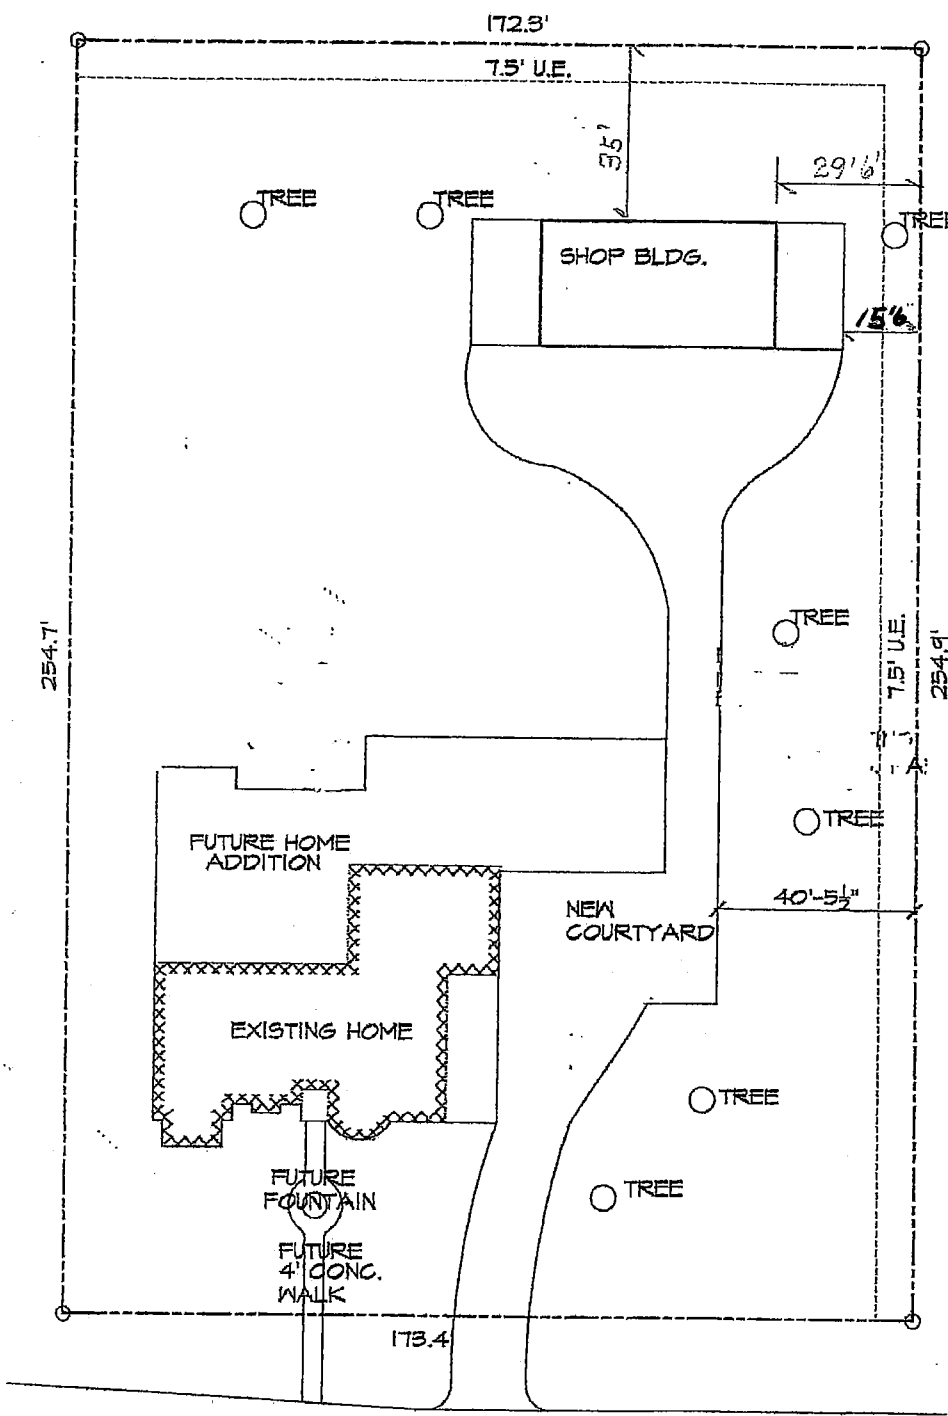 172.3'
7.5' U.E.
35'
29'6"
TREE
TREE
SHOP BLDG.
15'6"
TREE
254.7'
7.5' U.E.
254.9'
TREE
FUTURE HOME
ADDITION
NEW
COURTYARD
40'-5½"
EXISTING HOME
TREE
TREE
FUTURE
FOUNTAIN
FUTURE
4' CONC.
WALK
173.4